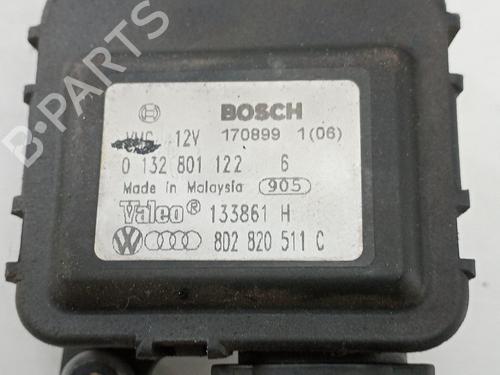 BOSCH
12V 170899 1(06)
0 132 801 122 6
Made in Malaysia 905
Valeo® 133861 H
8D2 820 511 C
B-PARTS